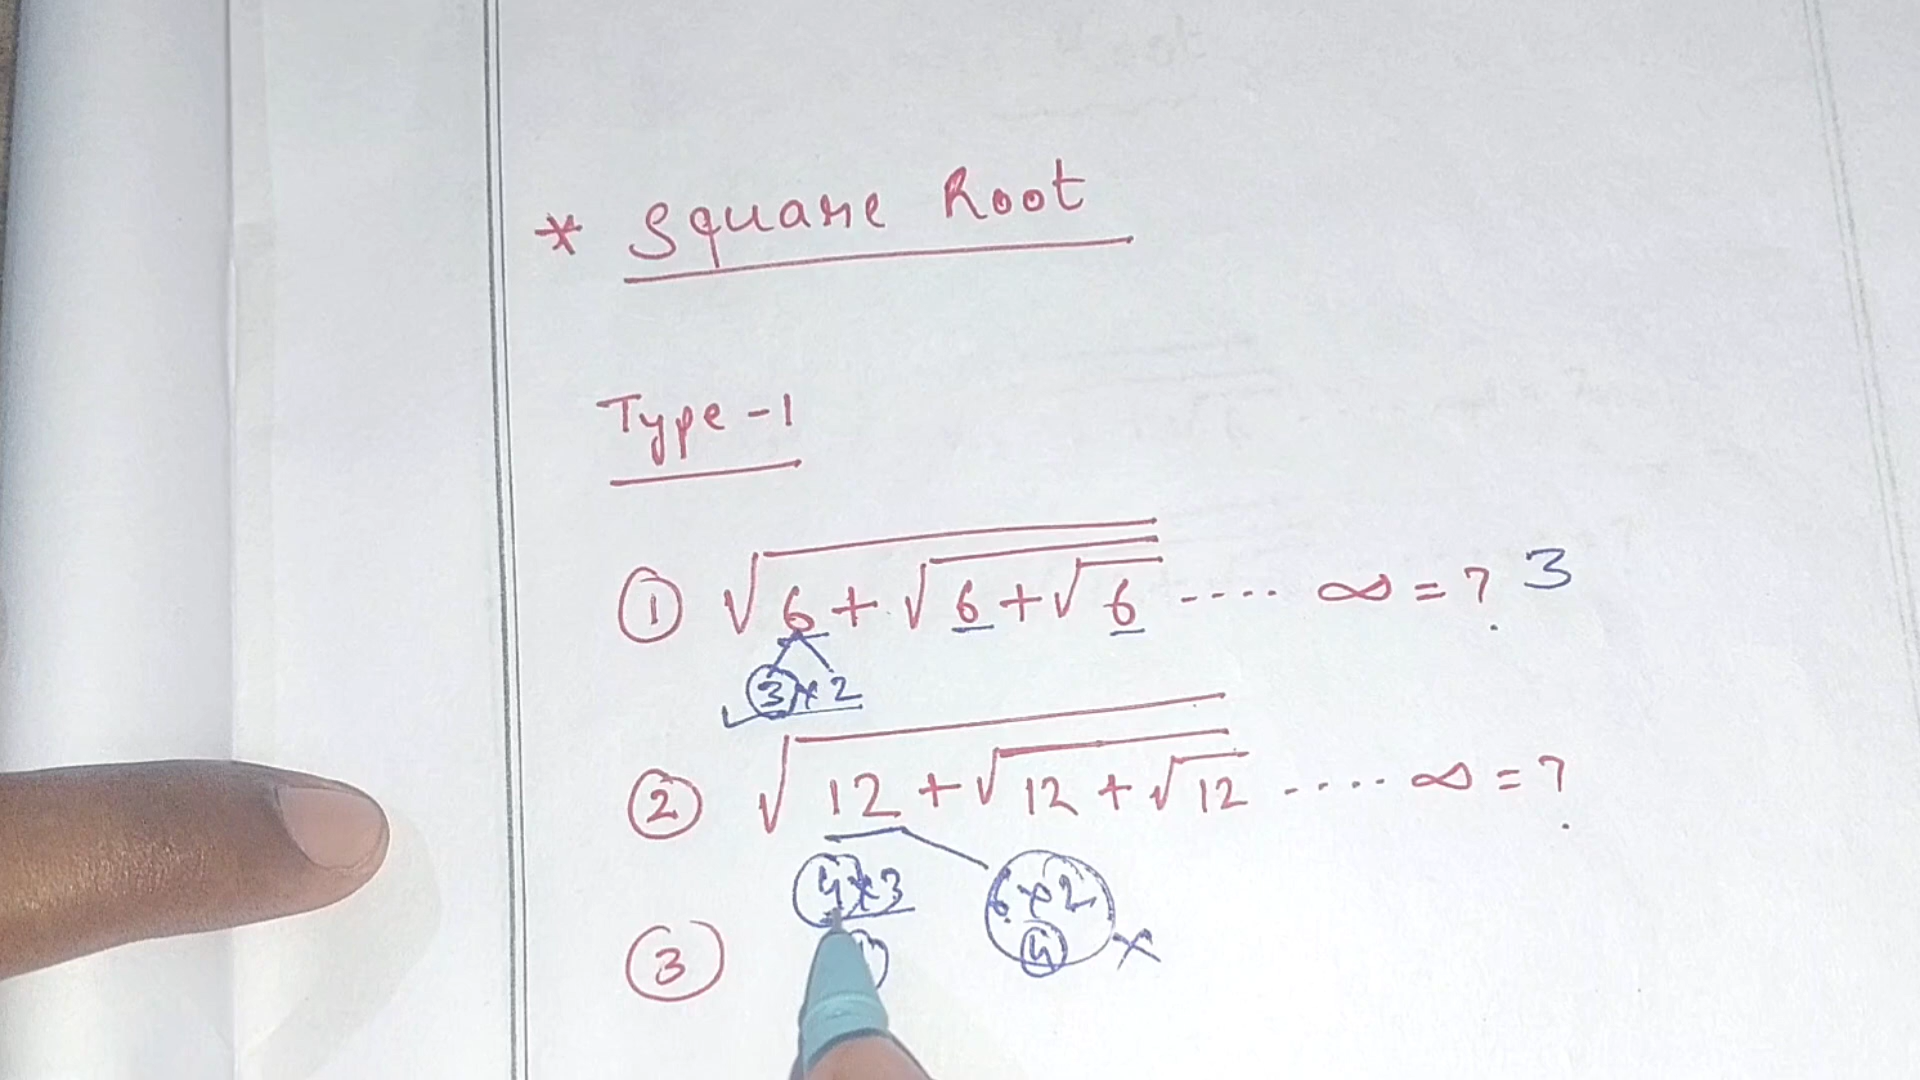 * Square Root
Type-1
① √6 + √6 + √6 ---- ∞ = ? 3
③×2
② √12 + √12 + √12 ---- ∞ = ?
4×3 6×2
③ 4 ×